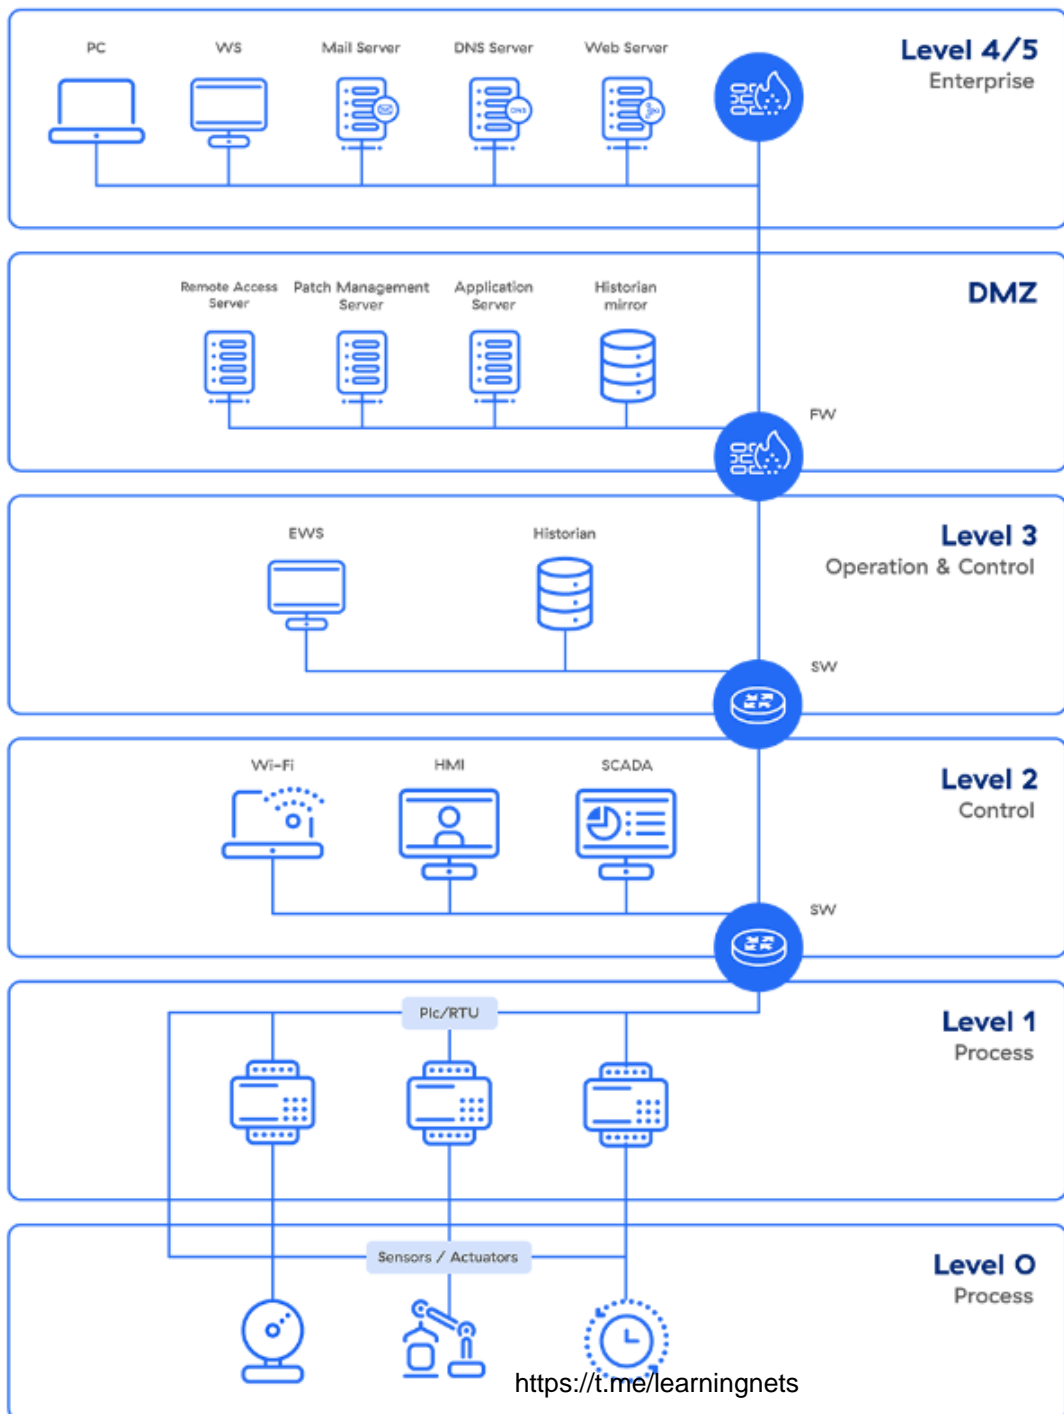 PC
WS
Mail Server
DNS Server
Web Server
Level 4/5
Enterprise
DNS
Remote Access
Server
Patch Management
Server
Application
Server
Historian
mirror
DMZ
FW
EWS
Historian
Level 3
Operation & Control
SW
Wi-Fi
HMI
SCADA
Level 2
Control
SW
Plc/RTU
Level 1
Process
Sensors / Actuators
Level 0
Process
https://t.me/learningnets